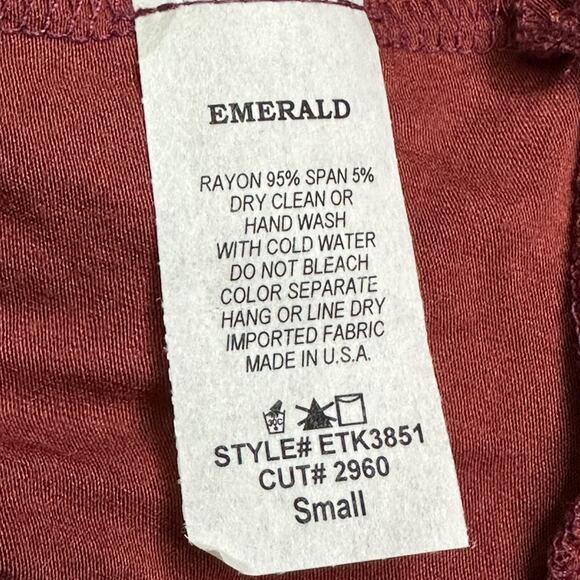 EMERALD
RAYON 95% SPAN 5%
DRY CLEAN OR
HAND WASH
WITH COLD WATER
DO NOT BLEACH
COLOR SEPARATE
HANG OR LINE DRY
IMPORTED FABRIC
MADE IN U.S.A.
30C
STYLE# ETK3851
CUT# 2960
Small